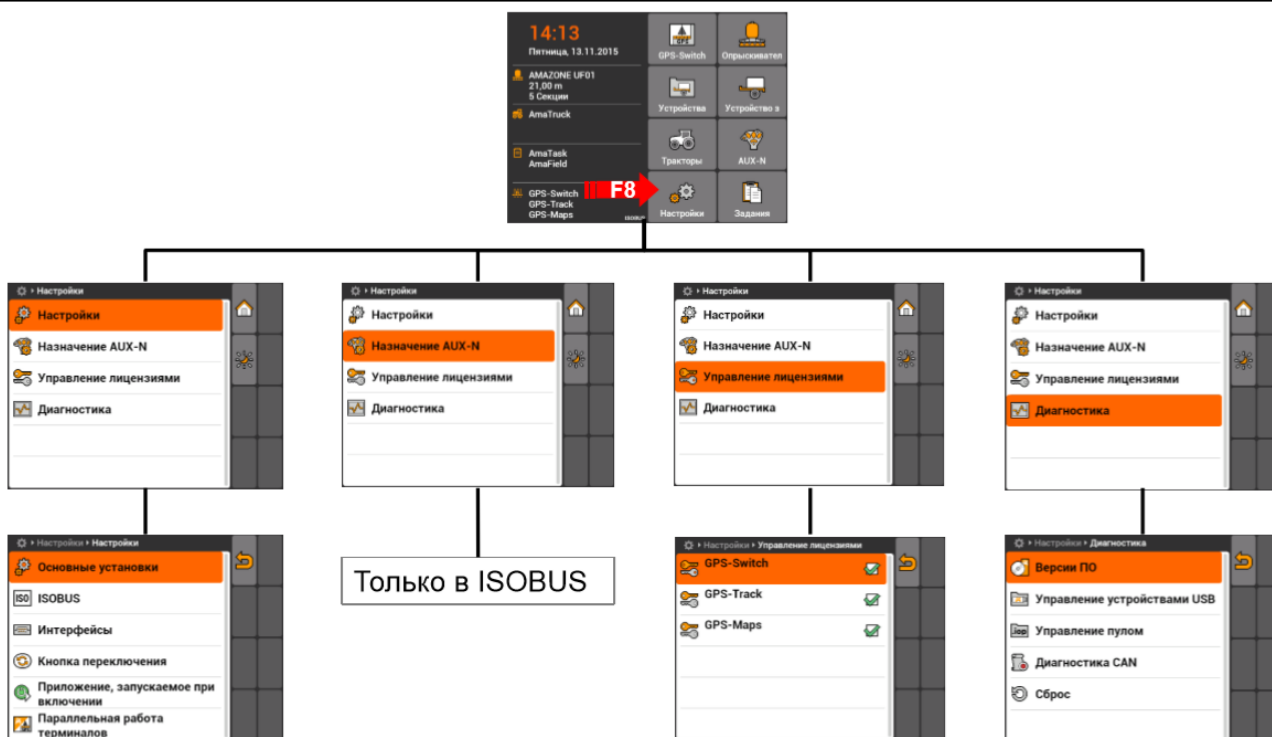 14:13
Пятница, 13.11.2015
AMAZONE UF01
21,00 m
5 Секции
AmaTruck
AmaTask
AmaField
GPS-Switch
GPS-Track
GPS-Maps
ISOBUS
F8
GPS
GPS-Switch
Опрыскивател
Устройства
Устройство з
Тракторы
AUX-N
Настройки
Задания
Настройки
Настройки
Назначение AUX-N
Управление лицензиями
Диагностика
Настройки
Настройки
Назначение AUX-N
Управление лицензиями
Диагностика
Настройки
Настройки
Назначение AUX-N
Управление лицензиями
Диагностика
Настройки
Настройки
Назначение AUX-N
Управление лицензиями
Диагностика
Настройки Настройки
Основные установки
ISO ISOBUS
Интерфейсы
Кнопка переключения
Приложение, запускаемое при
включении
Параллельная работа
терминалов
Только в ISOBUS
Настройки Управление лицензиями
GPS-Switch
GPS-Track
GPS-Maps
Настройки Диагностика
Версии ПО
Управление устройствами USB
.iop Управление пулом
Диагностика CAN
Сброс